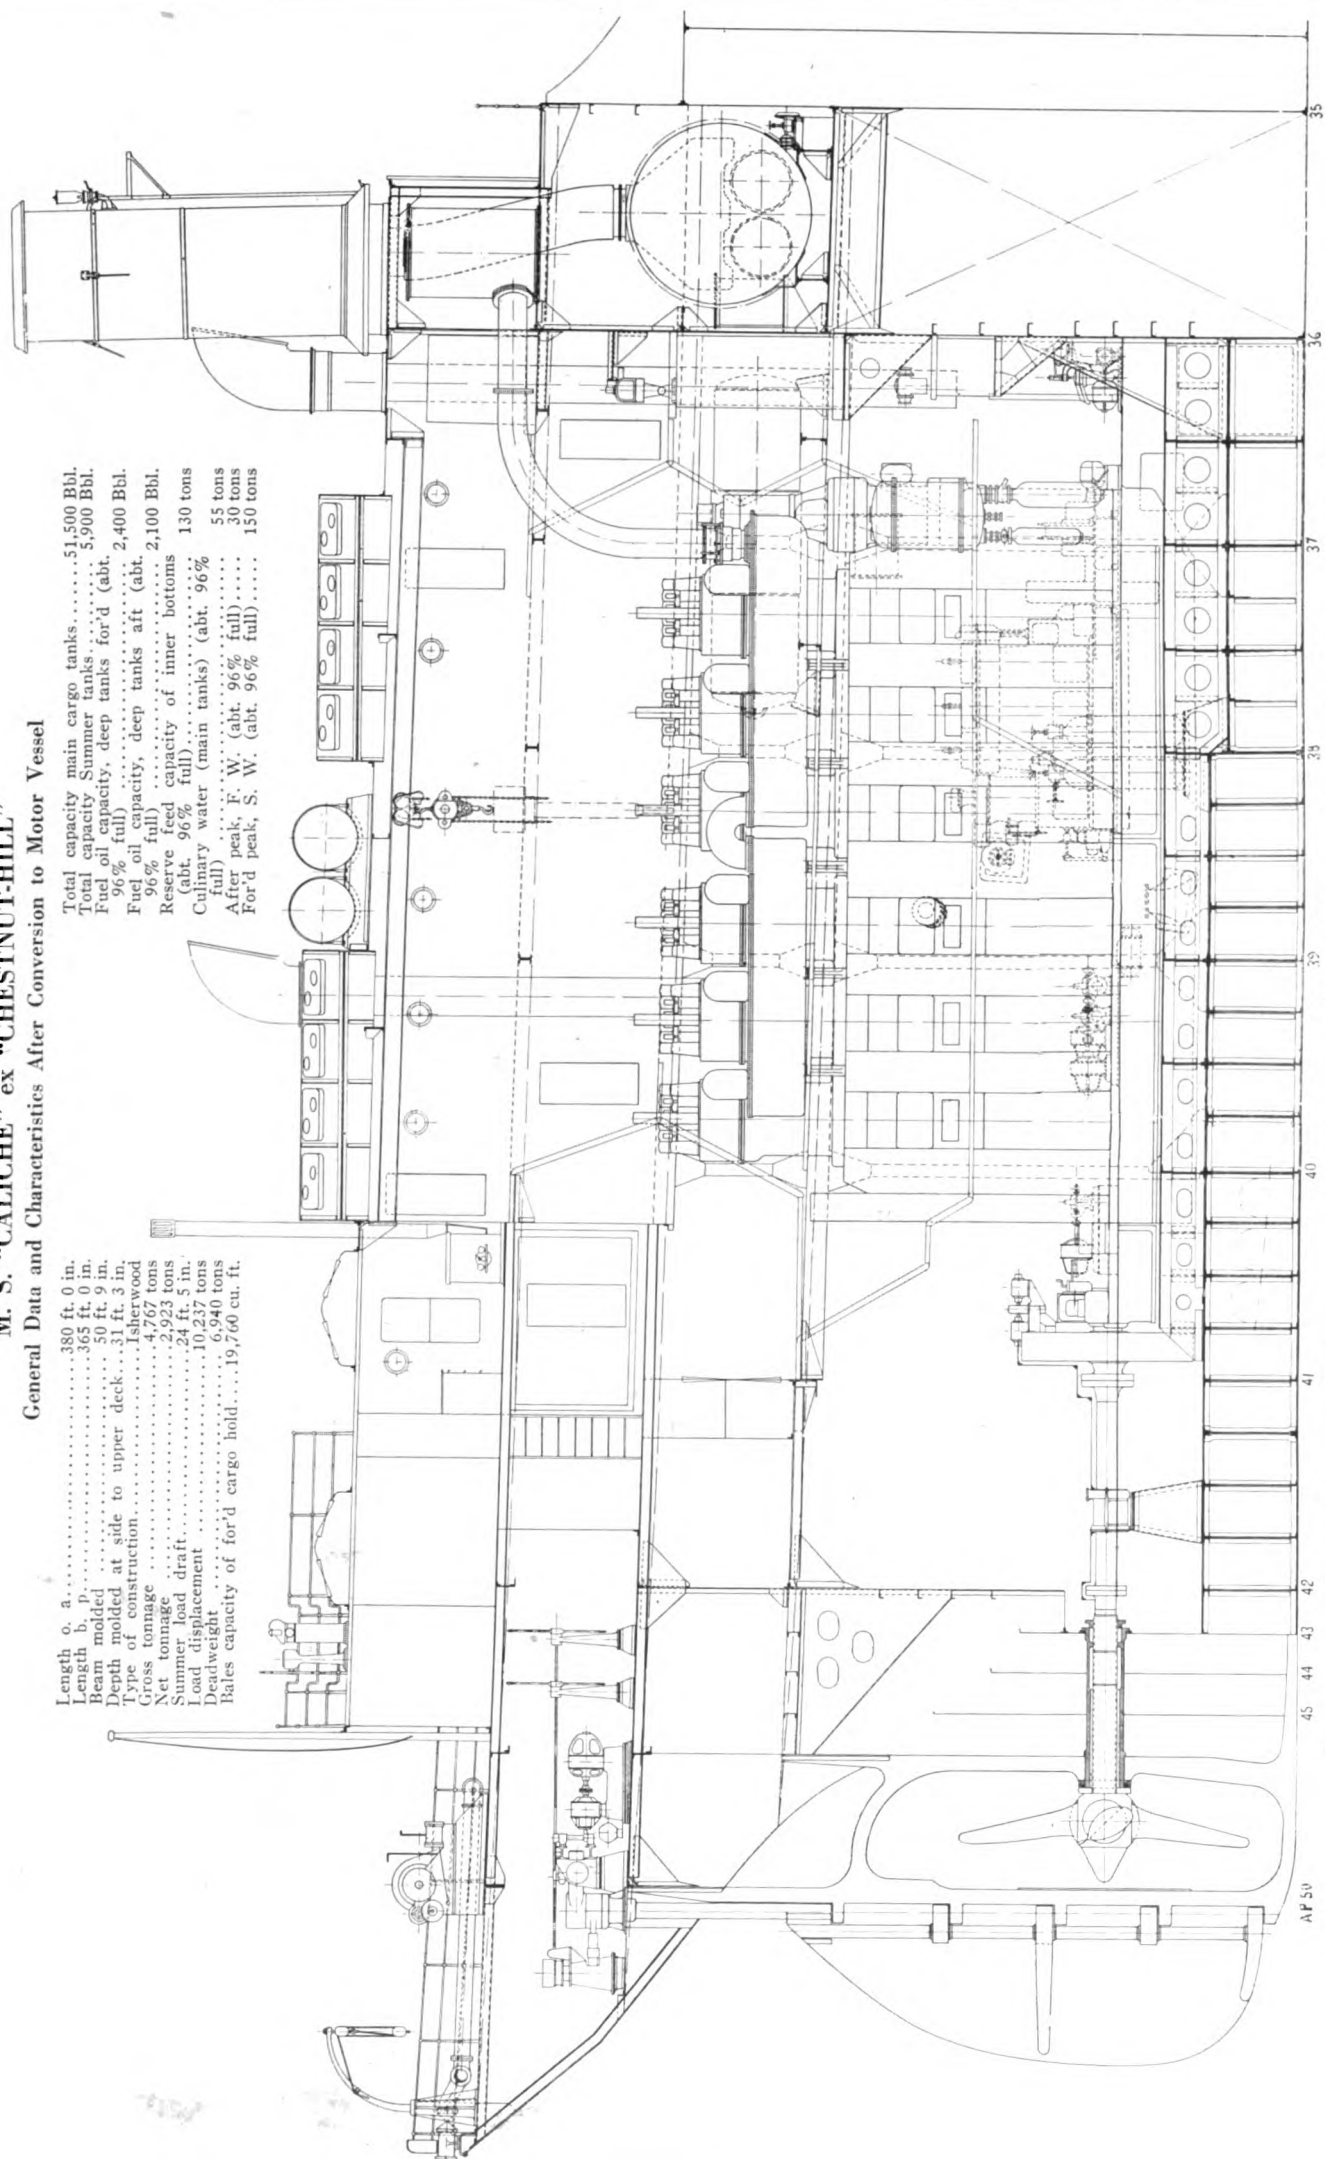 M. S. "CALICHE" ex "CHESTNUT-HILL"
General Data and Characteristics After Conversion to Motor Vessel
Length o. a.............................380 ft. 0 in.
Length b. p.............................365 ft. 0 in.
Beam molded ........................ 50 ft. 9 in.
Depth molded at side to upper deck...31 ft. 3 in.
Type of construction...................Isherwood
Gross tonnage .......................4,767 tons
Net tonnage .........................2,923 tons
Summer load draft....................24 ft. 5 in.
Load displacement ..................10,237 tons
Deadweight ..........................6,940 tons
Bales capacity of for'd cargo hold....19,760 cu. ft.
Total capacity main cargo tanks......51,500 Bbl.
Total capacity Summer tanks......... 5,900 Bbl.
Fuel oil capacity, deep tanks for'd (abt.
96% full) ......................... 2,400 Bbl.
Fuel oil capacity, deep tanks aft (abt.
96% full) ......................... 2,100 Bbl.
Reserve feed capacity of inner bottoms
(abt. 96% full)..................... 130 tons
Culinary water (main tanks) (abt. 96%
full) ............................... 55 tons
After peak, F. W. (abt. 96% full)..... 30 tons
For'd peak, S. W. (abt. 96% full)..... 150 tons
AP 50
45
44
43
42
41
40
39
38
37
36
35